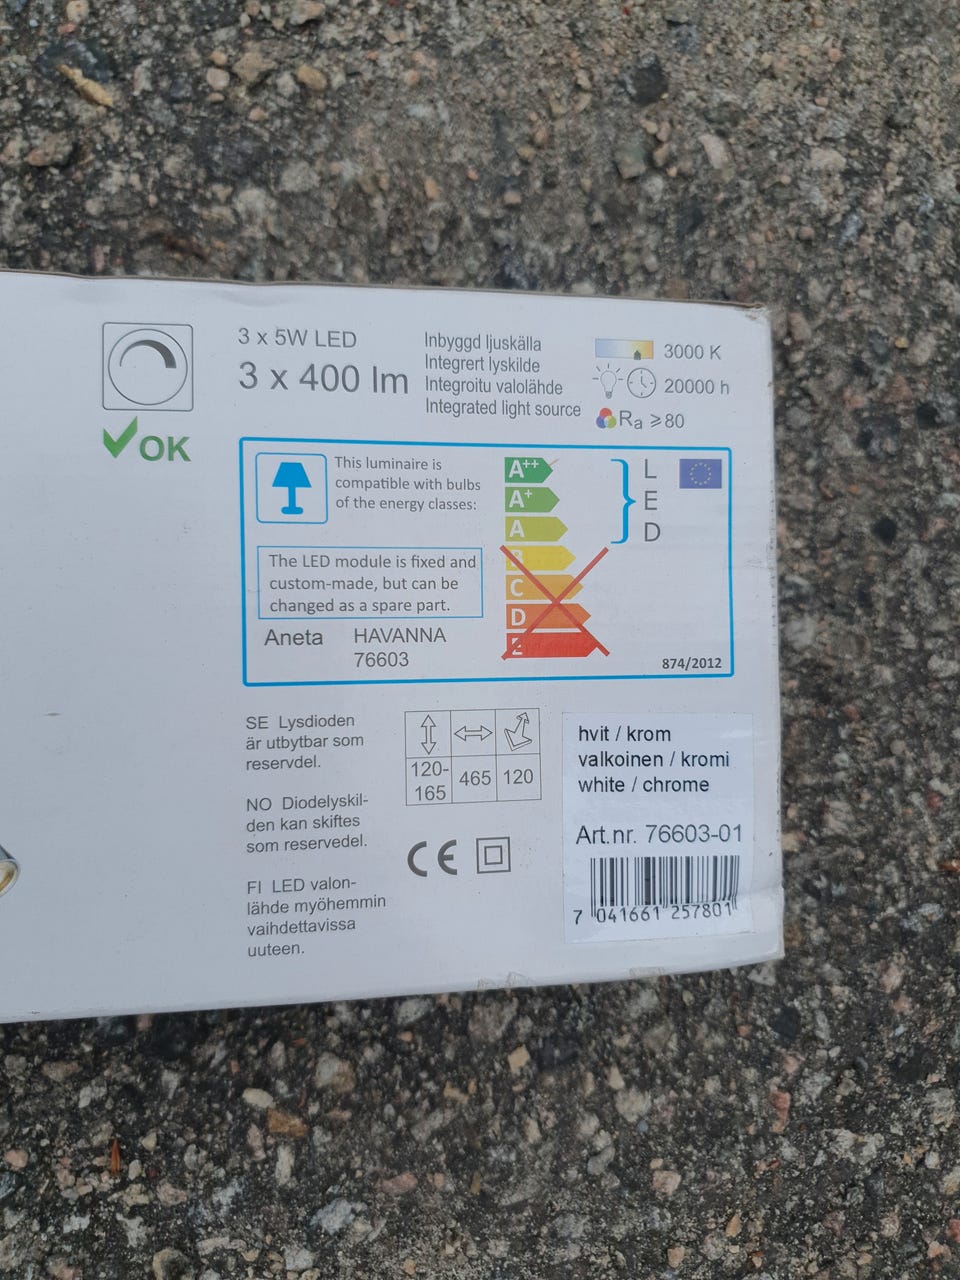 OK
3 x 5W LED
3 x 400 lm
Inbyggd ljuskälla
Integrert lyskilde
Integroitu valolähde
Integrated light source
3000 K
20000 h
Ra ≥80
This luminaire is
compatible with bulbs
of the energy classes:
A++
A+
A
B
C
D
E
L
E
D
The LED module is fixed and
custom-made, but can be
changed as a spare part.
Aneta HAVANNA
76603
874/2012
SE Lysdioden
är utbytbar som
reservdel.
NO Diodelyskil-
den kan skiftes
som reservedel.
FI LED valon-
lähde myöhemmin
vaihdettavissa
uuteen.
120-
165
465
120
CE
hvit / krom
valkoinen / kromi
white / chrome
Art.nr. 76603-01
7 041661 257801